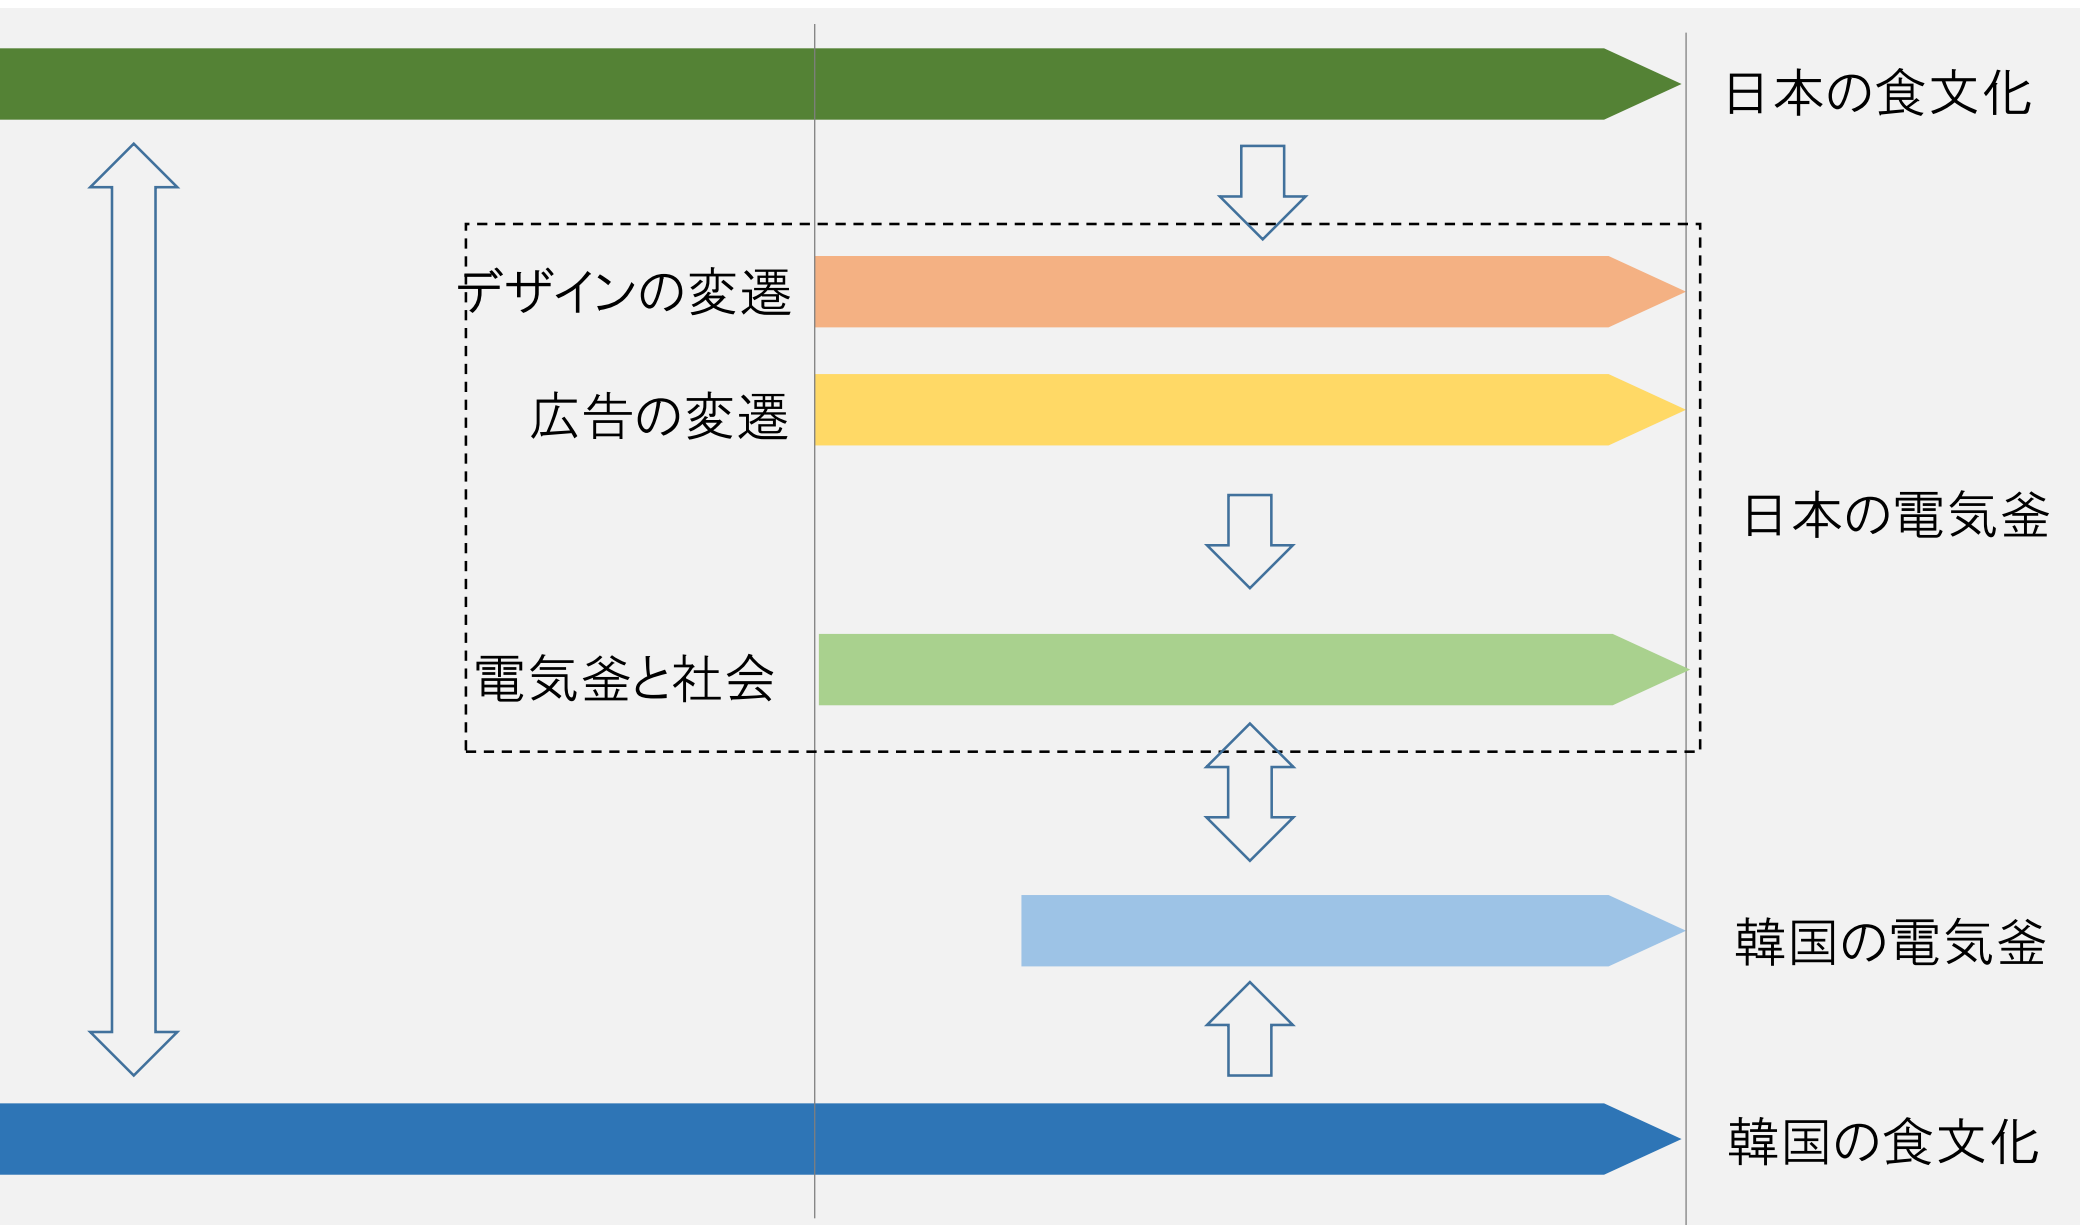 日本の食文化
デザインの変遷
広告の変遷
日本の電気釜
電気釜と社会
韓国の電気釜
韓国の食文化